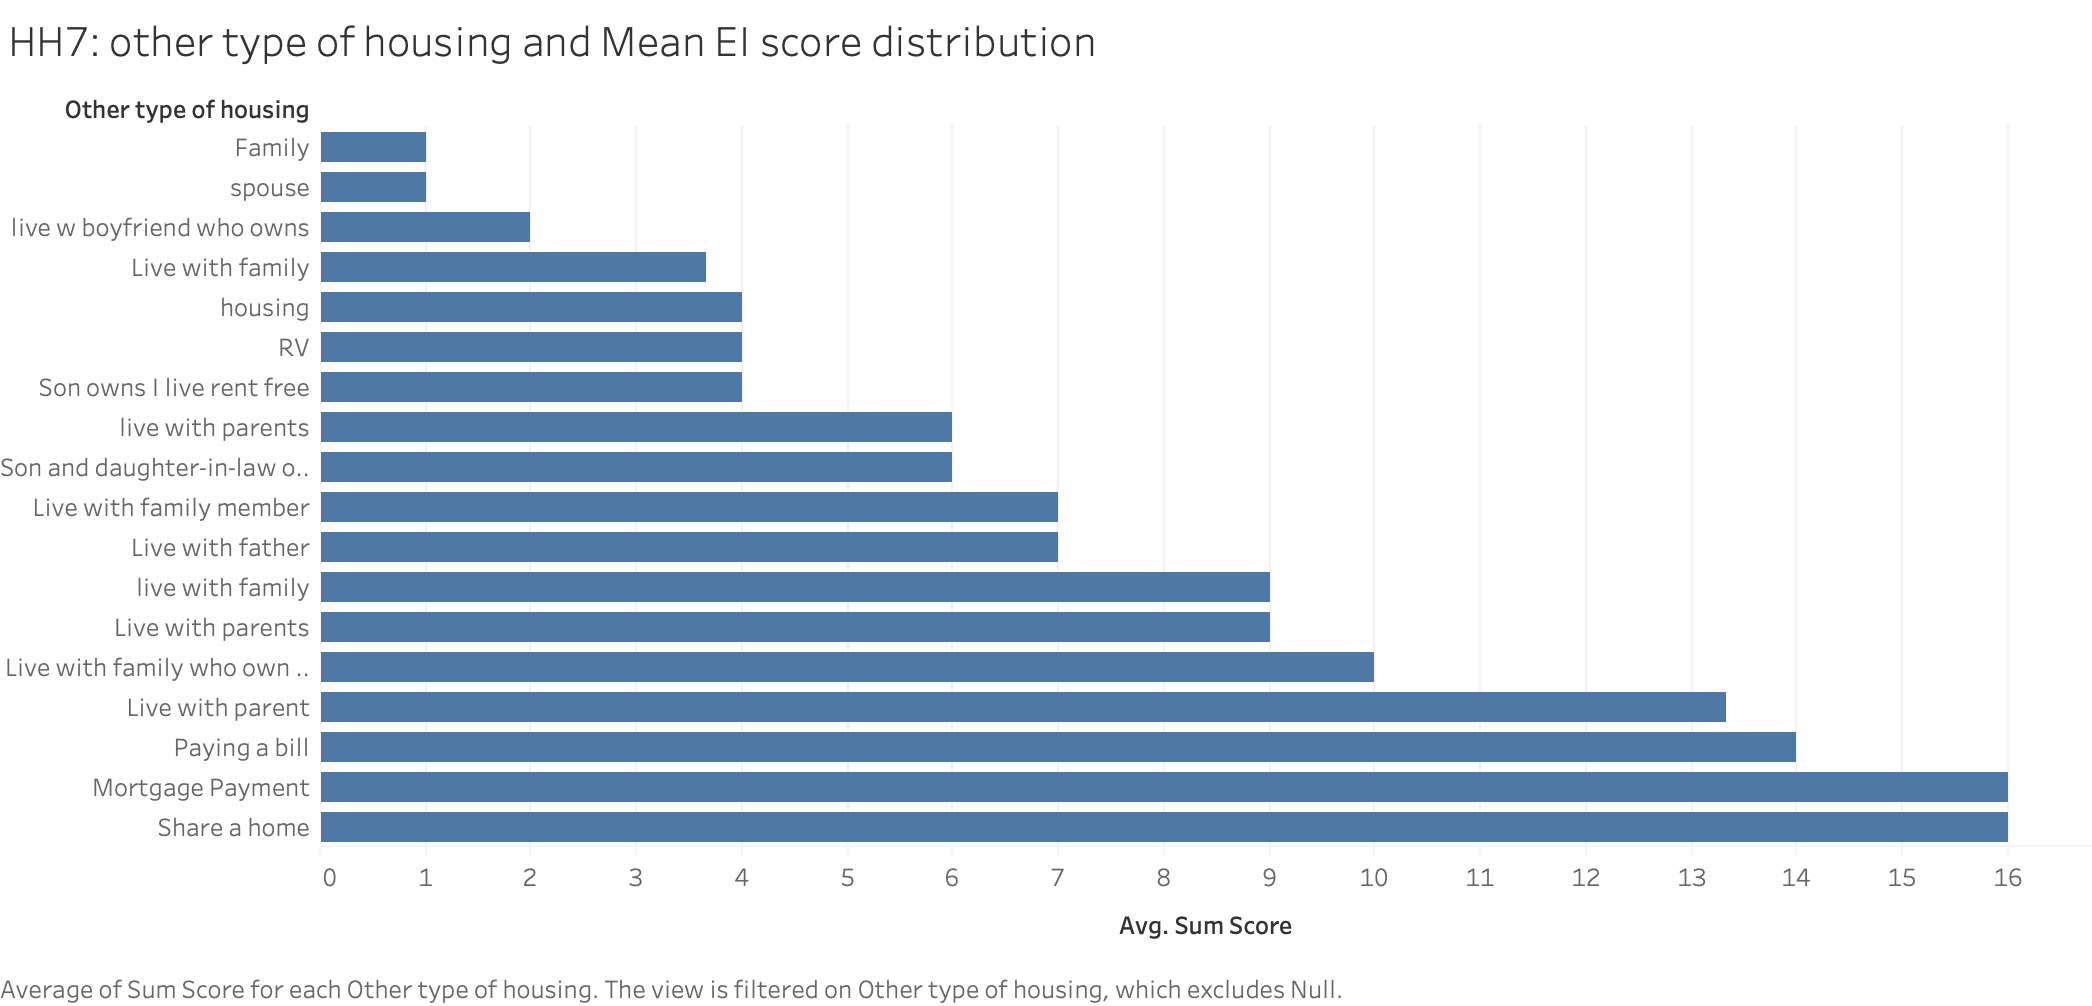 HH7: other type of housing and Mean EI score distribution
Other type of housing
Family
spouse
live w boyfriend who owns
Live with family
housing
RV
Son owns I live rent free
live with parents
Son and daughter-in-law o..
Live with family member
Live with father
live with family
Live with parents
Live with family who own ..
Live with parent
Paying a bill
Mortgage Payment
Share a home
0 1 2 3 4 5 6 7 8 9 10 11 12 13 14 15 16
Avg. Sum Score
Average of Sum Score for each Other type of housing. The view is filtered on Other type of housing, which excludes Null.